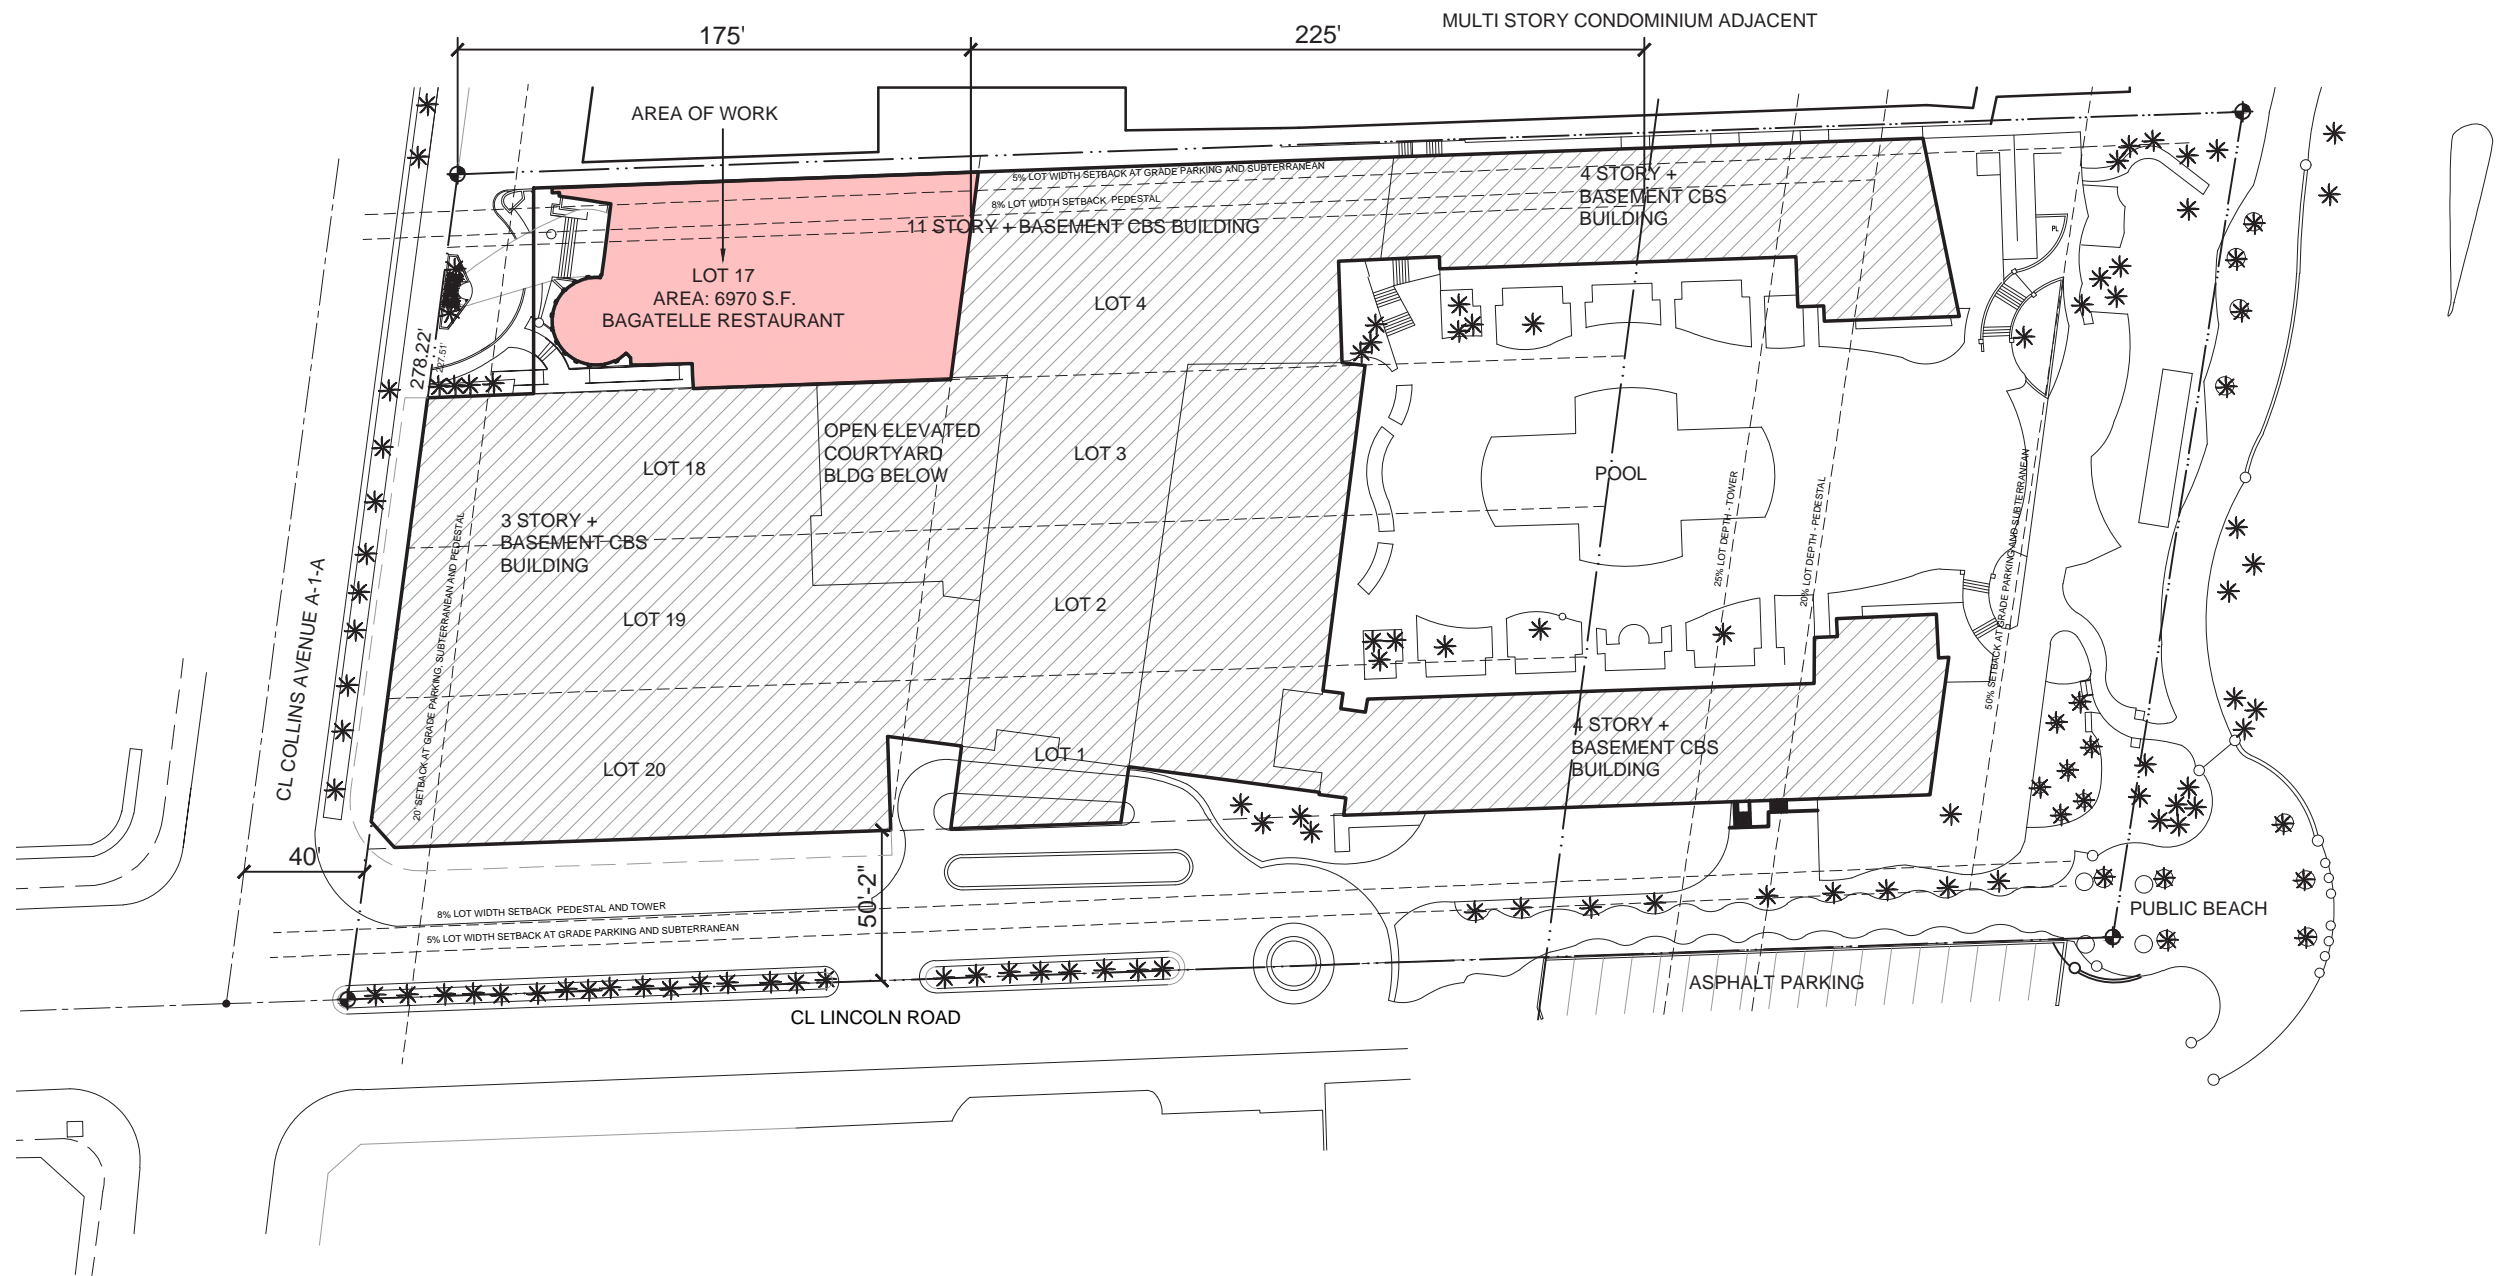 MULTI STORY CONDOMINIUM ADJACENT
175'
225'
AREA OF WORK
5% LOT WIDTH SETBACK AT GRADE PARKING AND SUBTERRANEAN
8% LOT WIDTH SETBACK PEDESTAL
11 STORY + BASEMENT CBS BUILDING
4 STORY +
BASEMENT CBS
BUILDING
PL
LOT 17
AREA: 6970 S.F.
BAGATELLE RESTAURANT
LOT 4
278.22'
227.51'
OPEN ELEVATED
COURTYARD
BLDG BELOW
LOT 18
LOT 3
POOL
3 STORY +
BASEMENT CBS
BUILDING
25% LOT DEPTH - TOWER
20% LOT DEPTH - PEDESTAL
50% SETBACK AT GRADE PARKING AND SUBTERRANEAN
20' SETBACK AT GRADE PARKING, SUBTERRANEAN AND PEDESTAL
CL COLLINS AVENUE A-1-A
LOT 19
LOT 2
4 STORY +
BASEMENT CBS
BUILDING
LOT 20
LOT 1
40'
50'-2"
8% LOT WIDTH SETBACK PEDESTAL AND TOWER
5% LOT WIDTH SETBACK AT GRADE PARKING AND SUBTERRANEAN
PUBLIC BEACH
ASPHALT PARKING
CL LINCOLN ROAD